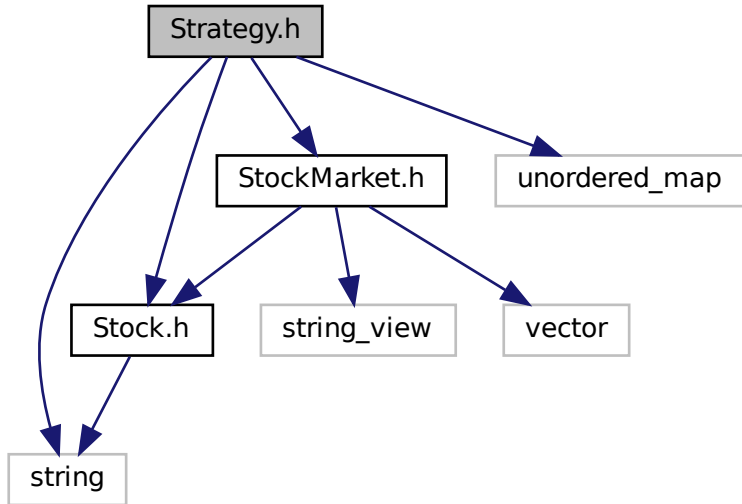 Strategy.h
StockMarket.h
unordered_map
Stock.h
string_view
vector
string